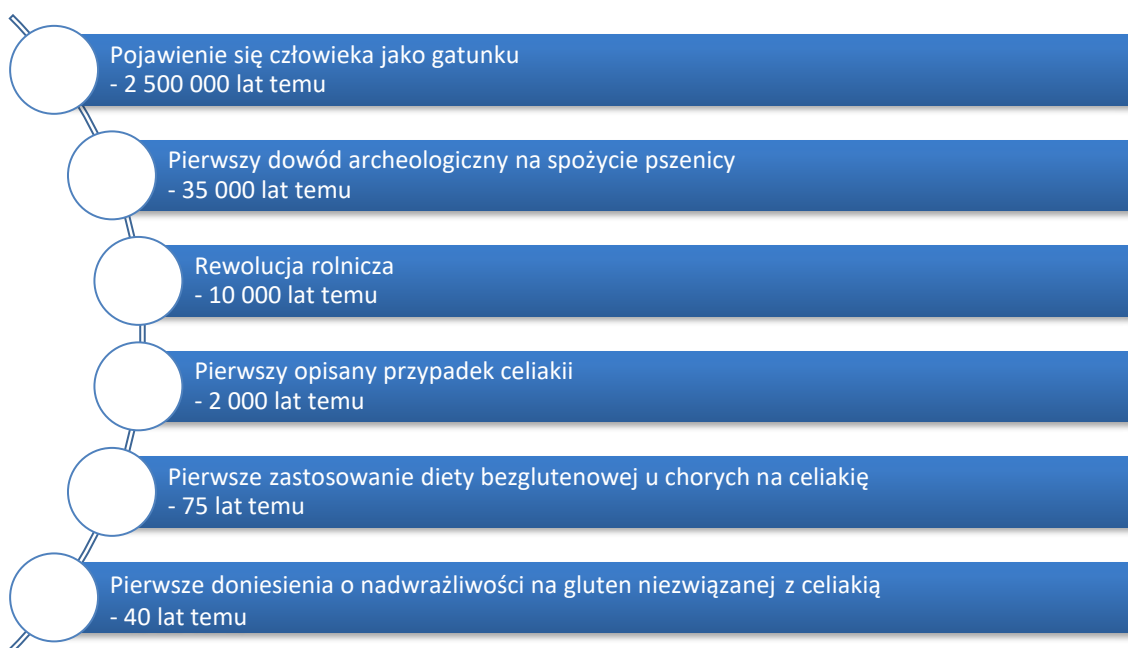 Pojawienie się człowieka jako gatunku
- 2 500 000 lat temu
Pierwszy dowód archeologiczny na spożycie pszenicy
- 35 000 lat temu
Rewolucja rolnicza
- 10 000 lat temu
Pierwszy opisany przypadek celiakii
- 2 000 lat temu
Pierwsze zastosowanie diety bezglutenowej u chorych na celiakię
- 75 lat temu
Pierwsze doniesienia o nadwrażliwości na gluten niezwiązanej z celiakią
- 40 lat temu